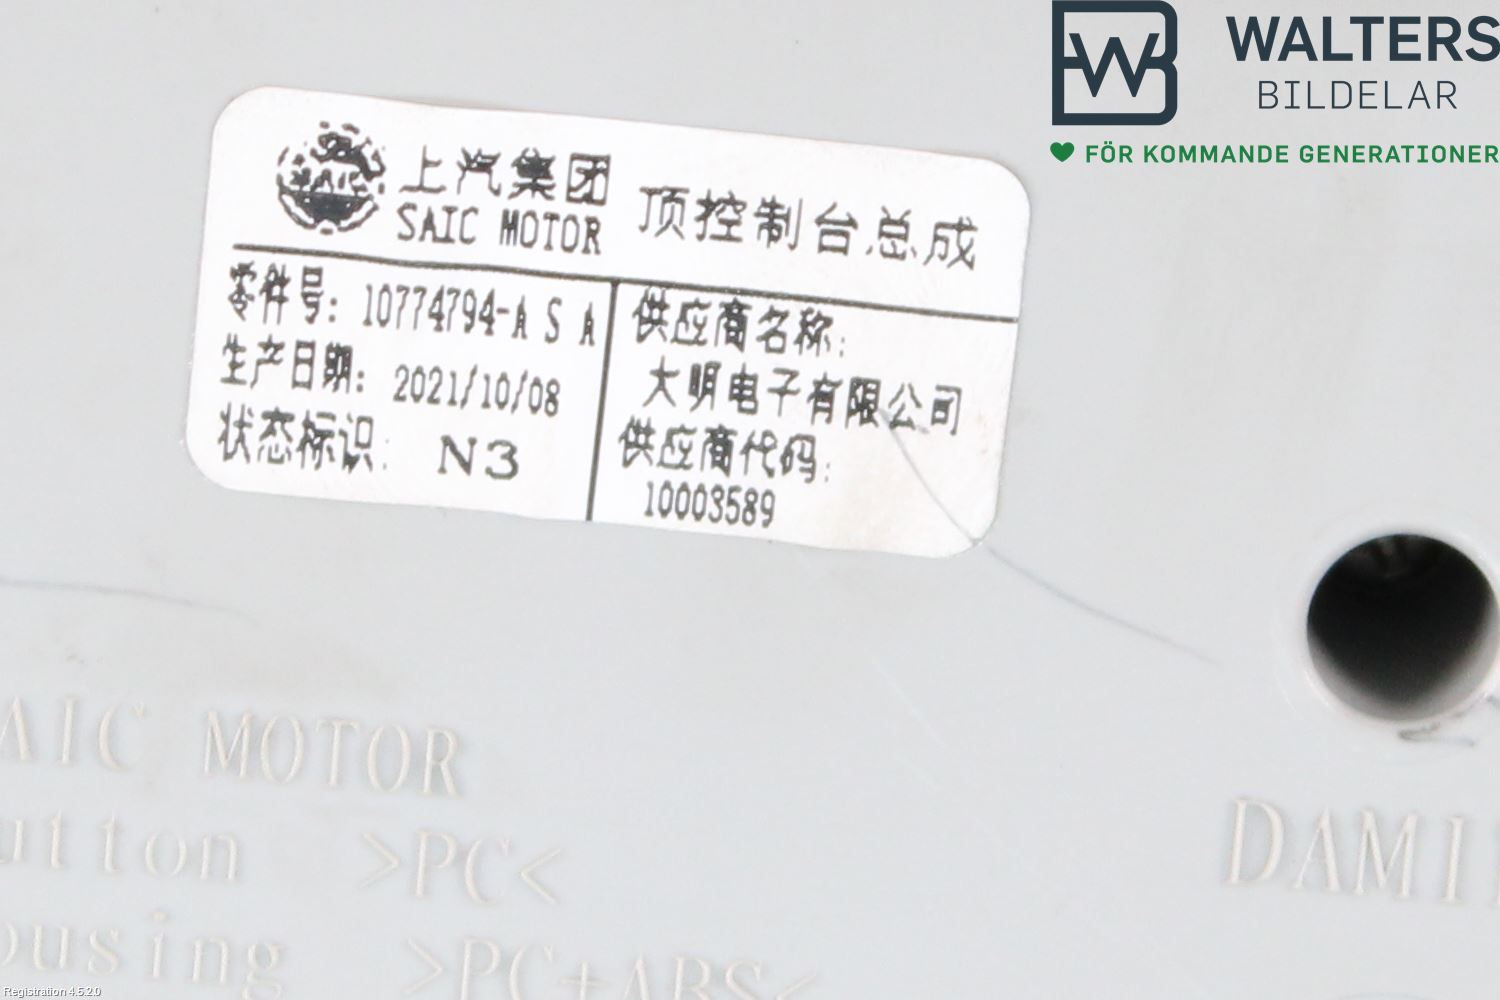 WALTERS
BILDELAR
FÖR KOMMANDE GENERATIONER
上汽集团
SAIC MOTOR
顶控制台总成
零件号: 10774794-A S A
生产日期: 2021/10/08
状态标识: N3
供应商名称:
大明电子有限公司
供应商代码:
10003589
AIC MOTOR
utton >PC<
ousing >PC+ABS<
DAMI
Registration 4.5.2.0